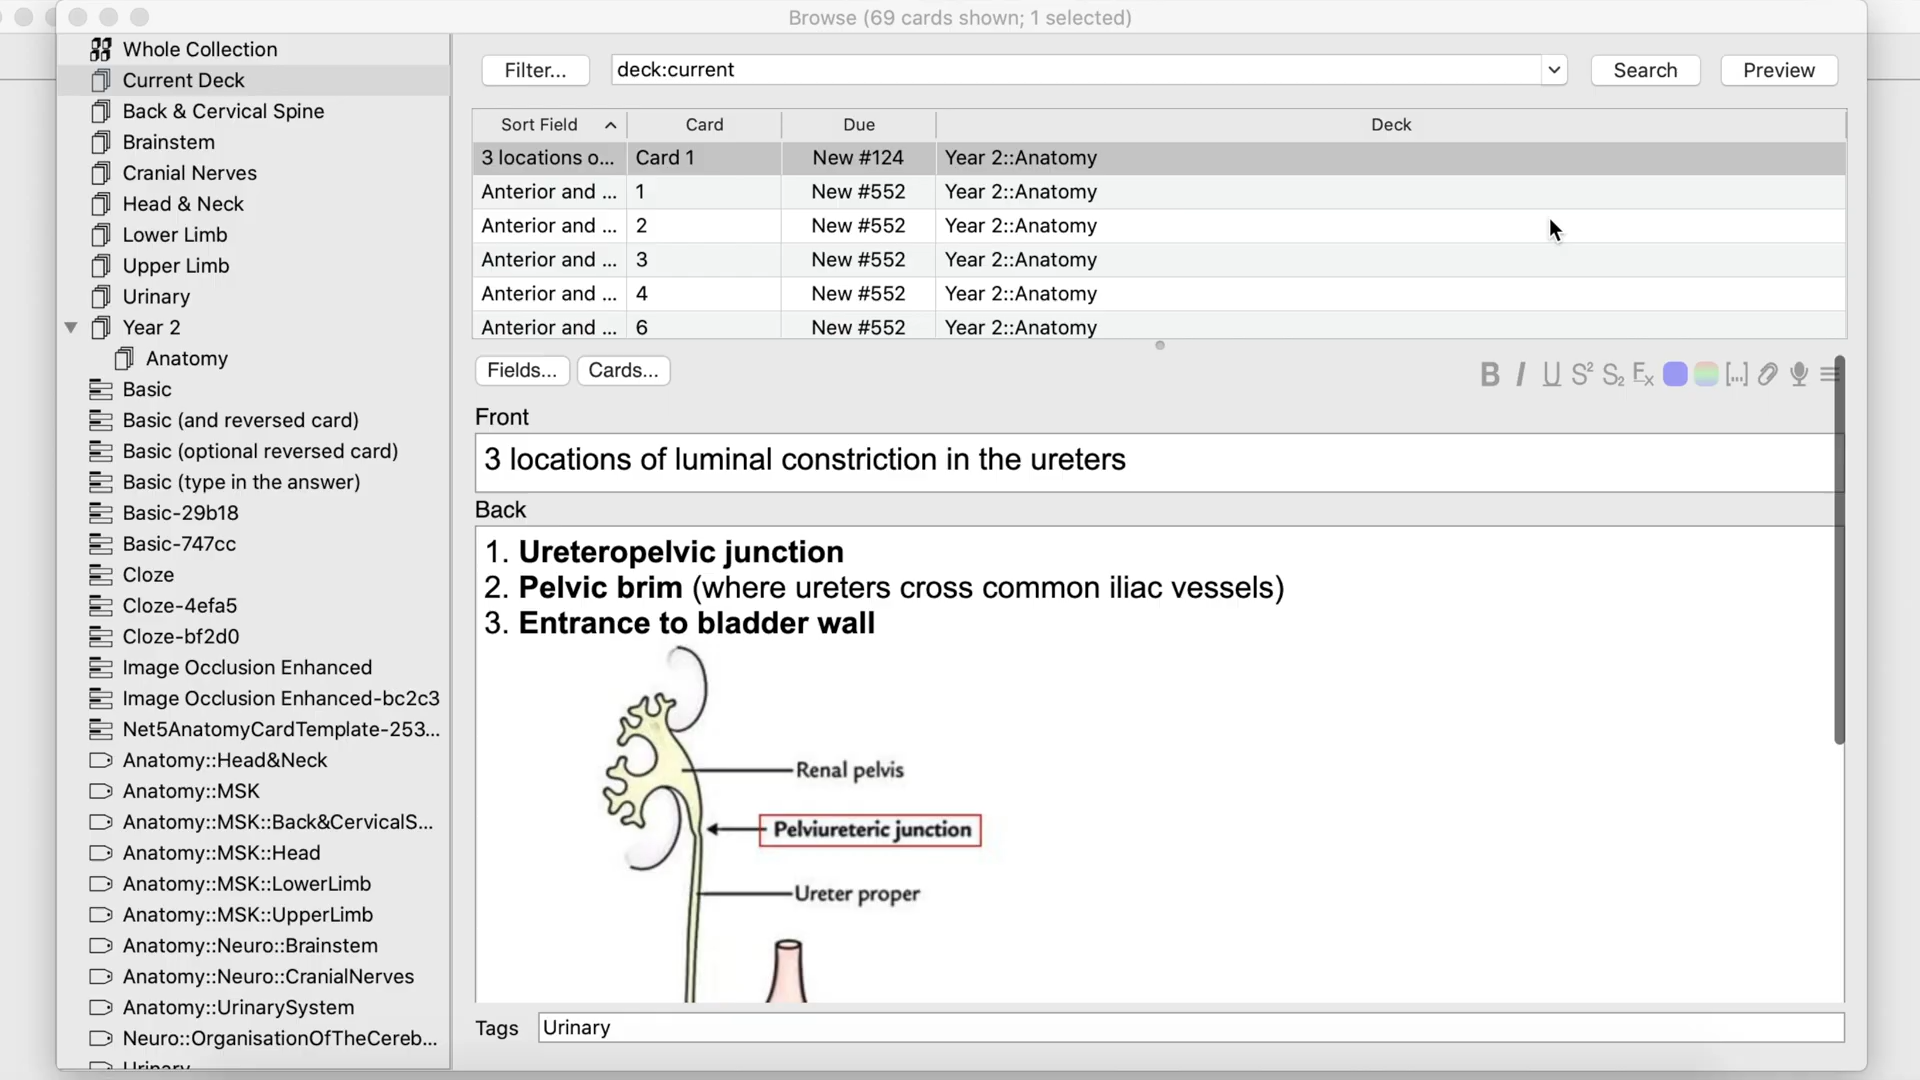 Browse (69 cards shown; 1 selected)
Whole Collection
Current Deck
Back & Cervical Spine
Brainstem
Cranial Nerves
Head & Neck
Lower Limb
Upper Limb
Urinary
Year 2
Anatomy
Basic
Basic (and reversed card)
Basic (optional reversed card)
Basic (type in the answer)
Basic-29b18
Basic-747cc
Cloze
Cloze-4efa5
Cloze-bf2d0
Image Occlusion Enhanced
Image Occlusion Enhanced-bc2c3
Net5AnatomyCardTemplate-253...
Anatomy::Head&Neck
Anatomy::MSK
Anatomy::MSK::Back&CervicalS...
Anatomy::MSK::Head
Anatomy::MSK::LowerLimb
Anatomy::MSK::UpperLimb
Anatomy::Neuro::Brainstem
Anatomy::Neuro::CranialNerves
Anatomy::UrinarySystem
Neuro::OrganisationOfTheCereb...
Urinary
Filter... deck:current Search Preview
Sort Field Card Due Deck
3 locations o... Card 1 New #124 Year 2::Anatomy
Anterior and ... 1 New #552 Year 2::Anatomy
Anterior and ... 2 New #552 Year 2::Anatomy
Anterior and ... 3 New #552 Year 2::Anatomy
Anterior and ... 4 New #552 Year 2::Anatomy
Anterior and ... 6 New #552 Year 2::Anatomy
Fields... Cards... B I U S² S₂ Ex [...]
Front
3 locations of luminal constriction in the ureters
Back
1. Ureteropelvic junction
2. Pelvic brim (where ureters cross common iliac vessels)
3. Entrance to bladder wall
Renal pelvis
Pelviureteric junction
Ureter proper
Tags Urinary